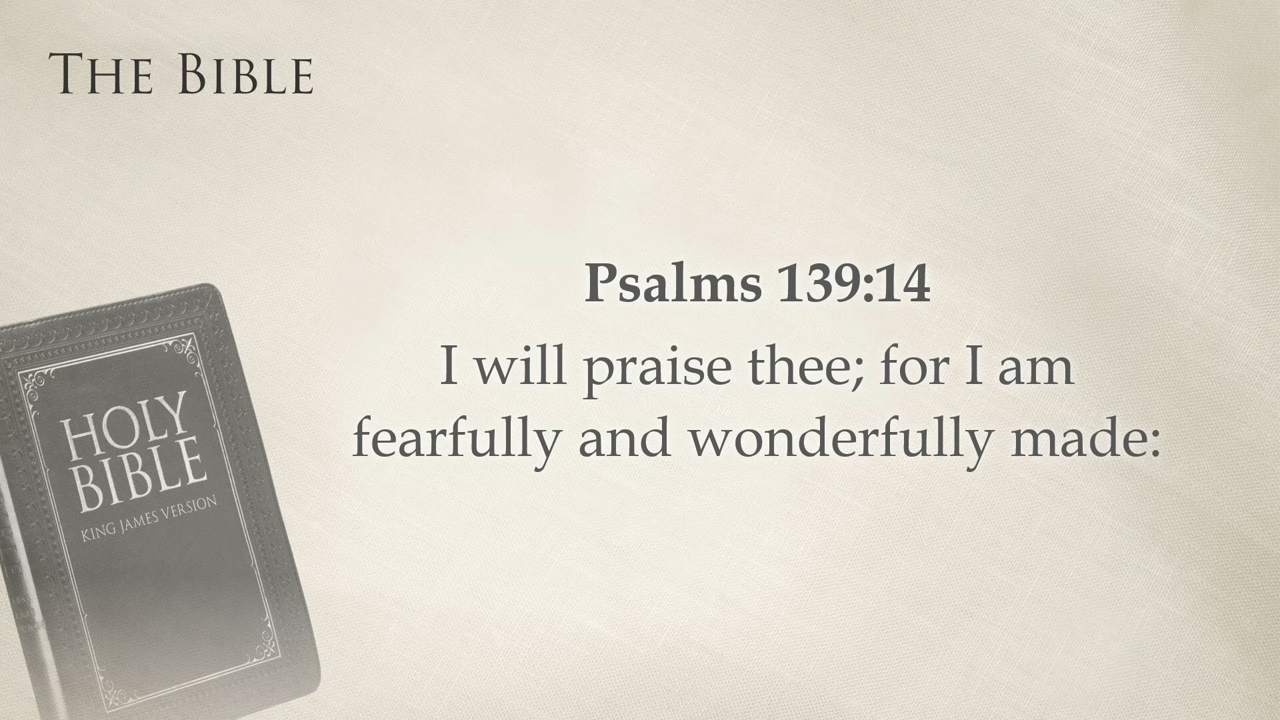 The Bible
Psalms 139:14
I will praise thee; for I am
fearfully and wonderfully made:
HOLY
BIBLE
KING JAMES VERSION